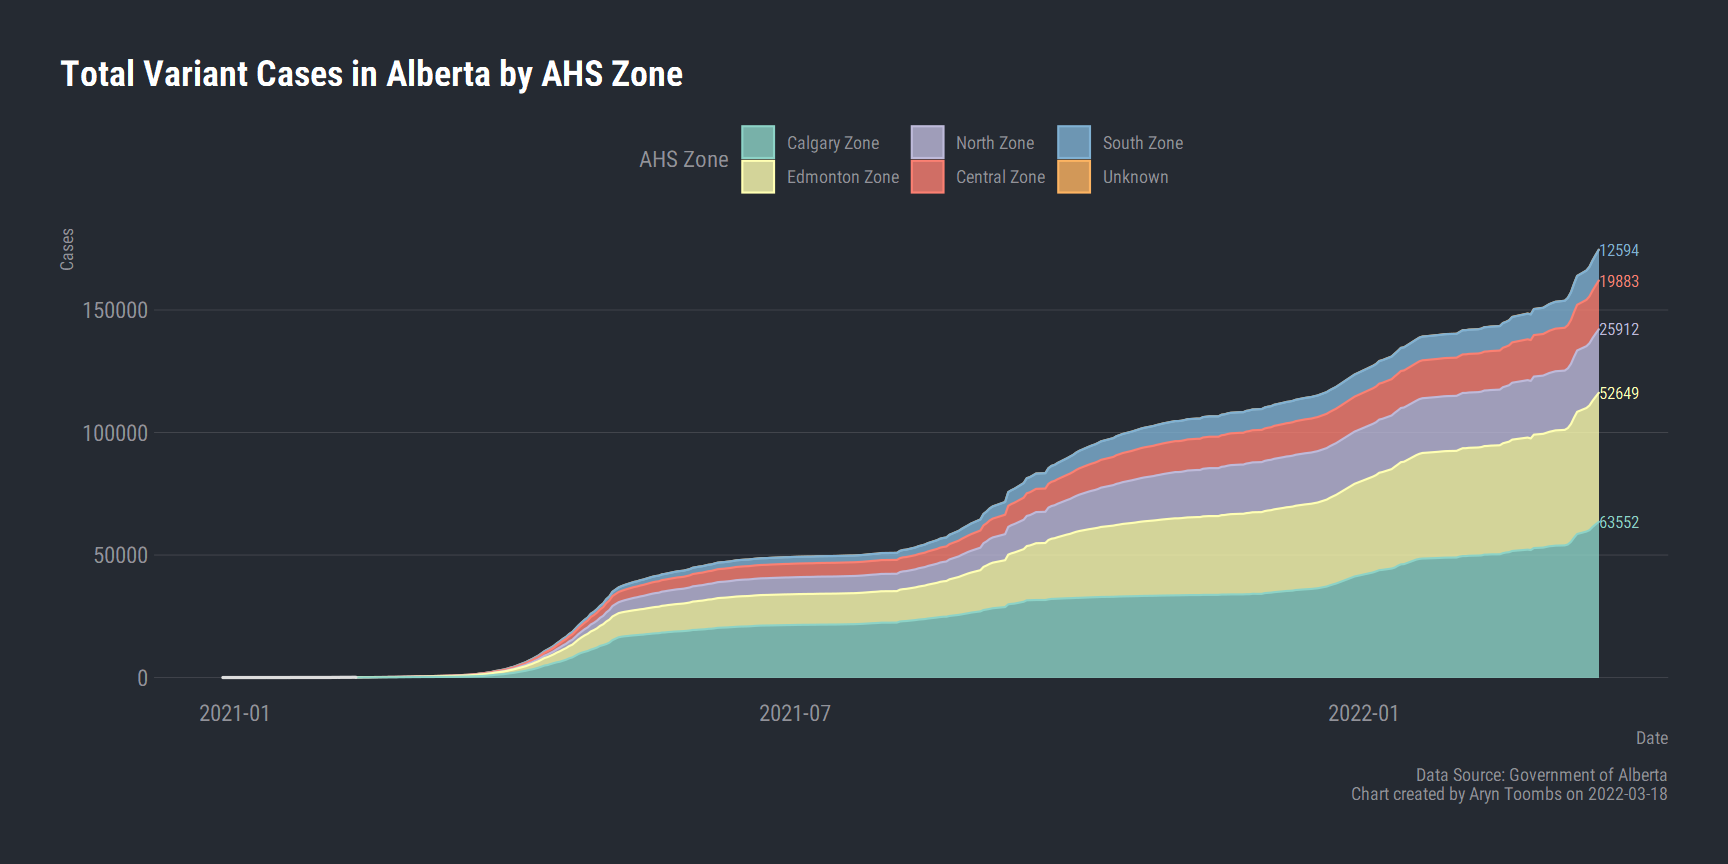 Total Variant Cases in Alberta by AHS Zone
AHS Zone
Calgary Zone
North Zone
South Zone
Edmonton Zone
Central Zone
Unknown
Cases
150000
100000
50000
0
12594
19883
25912
52649
63552
2021-01
2021-07
2022-01
Date
Data Source: Government of Alberta
Chart created by Aryn Toombs on 2022-03-18